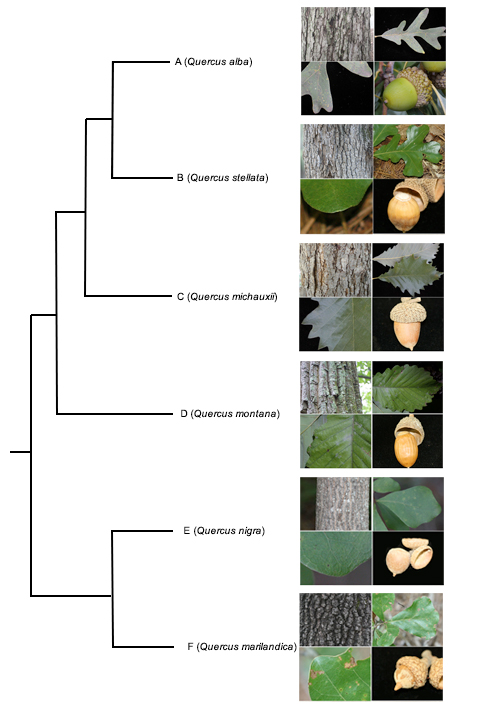 A (Quercus alba)
B (Quercus stellata)
C (Quercus michauxii)
D (Quercus montana)
E (Quercus nigra)
F (Quercus marilandica)